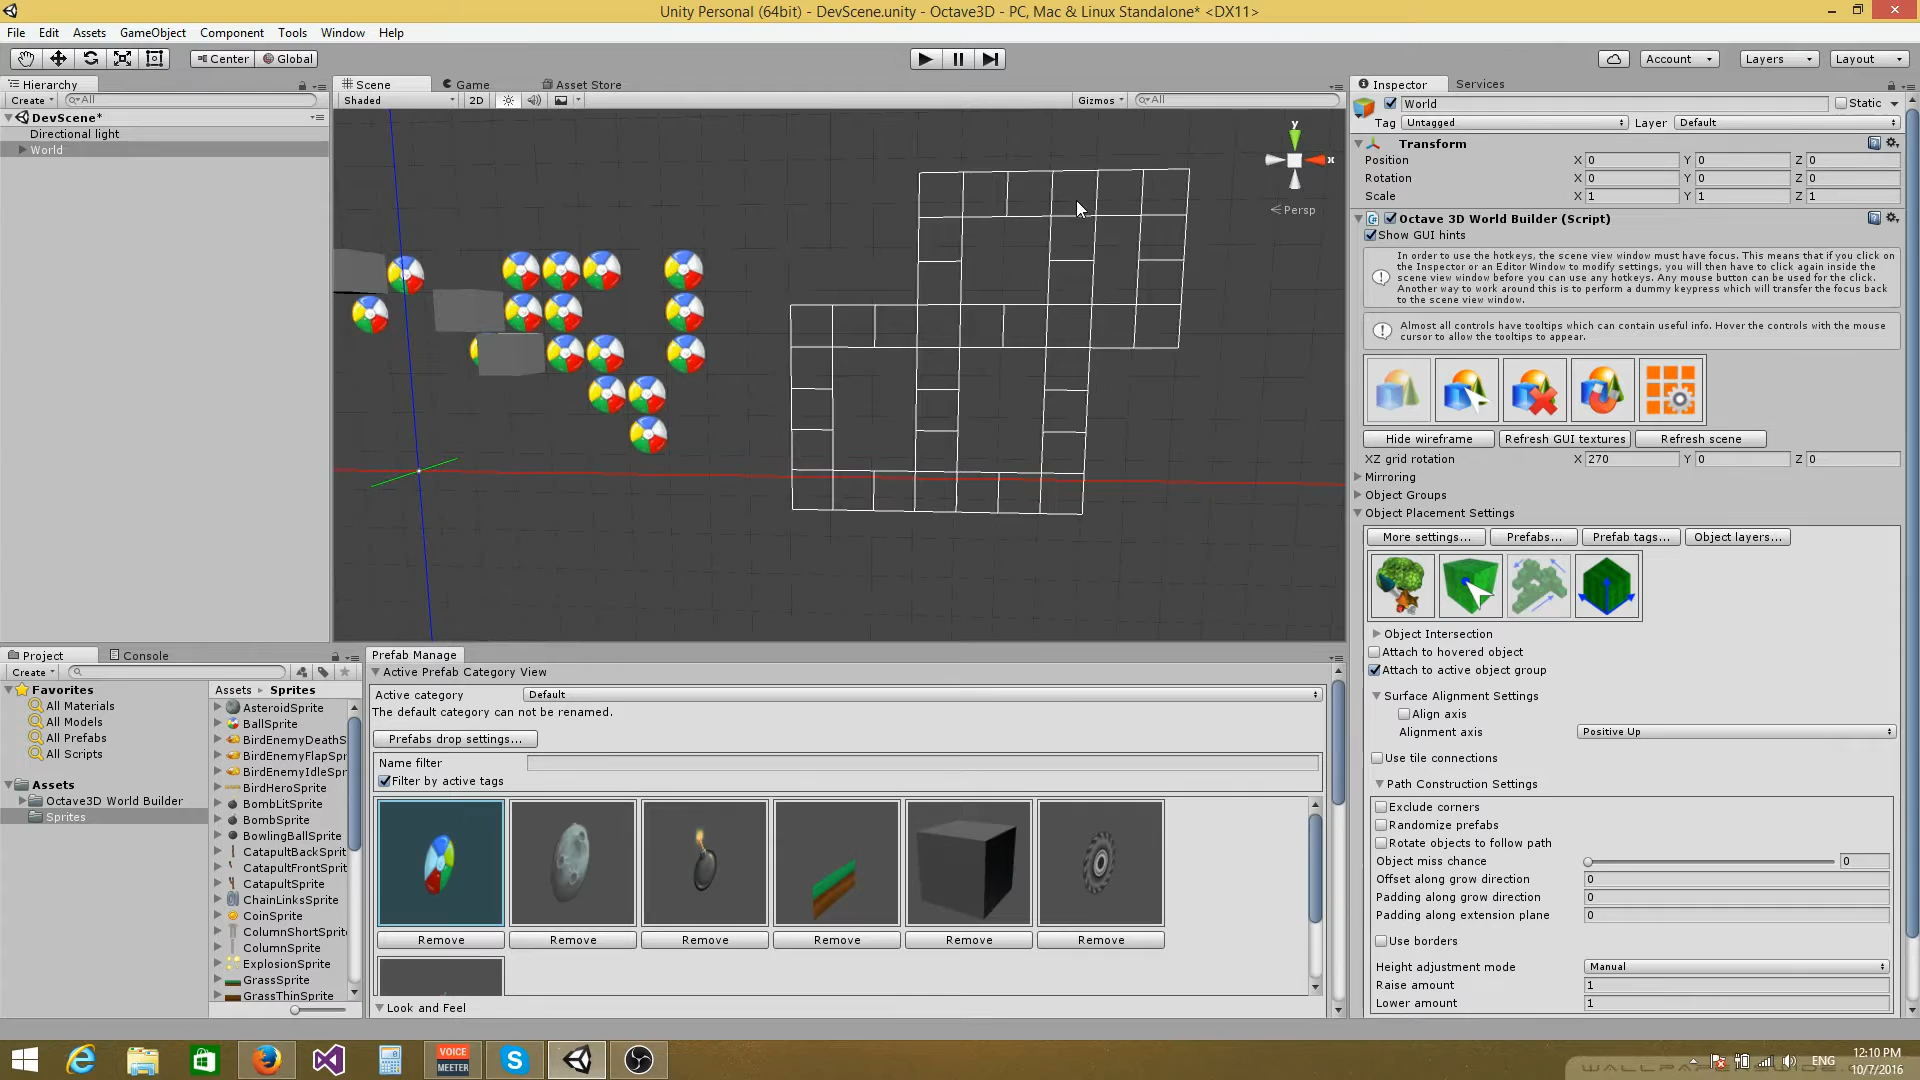 Unity Personal (64bit) - DevScene.unity - Octave3D - PC, Mac & Linux Standalone* <DX11>
File Edit Assets GameObject Component Tools Window Help
Center Global Account Layers Layout
Hierarchy
Create All
DevScene*
Directional light
World
Scene Game Asset Store
Shaded 2D Gizmos All
y
x
Persp
Inspector Services
World Static
Tag Untagged Layer Default
Transform
Position X 0 Y 0 Z 0
Rotation X 0 Y 0 Z 0
Scale X 1 Y 1 Z 1
Octave 3D World Builder (Script)
Show GUI hints
In order to use the hotkeys, the scene view window must have focus. This means that if you click on
the Inspector or an Editor Window to modify settings, you will then have to click again inside the
scene view window before you can use any hotkeys. Any mouse button can be used for the click.
Another way to work around this is to perform a dummy keypress which will transfer the focus back
to the scene view window.
Almost all controls have tooltips which can contain useful info. Hover the controls with the mouse
cursor to allow the tooltips to appear.
Hide wireframe Refresh GUI textures Refresh scene
XZ grid rotation X 270 Y 0 Z 0
Mirroring
Object Groups
Object Placement Settings
More settings... Prefabs... Prefab tags... Object layers...
Object Intersection
Attach to hovered object
Attach to active object group
Surface Alignment Settings
Align axis
Alignment axis Positive Up
Use tile connections
Path Construction Settings
Exclude corners
Randomize prefabs
Rotate objects to follow path
Object miss chance 0
Offset along grow direction 0
Padding along grow direction 0
Padding along extension plane 0
Use borders
Height adjustment mode Manual
Raise amount 1
Lower amount 1
Project Console
Create
Favorites
All Materials
All Models
All Prefabs
All Scripts
Assets
Octave3D World Builder
Sprites
Assets Sprites
AsteroidSprite
BallSprite
BirdEnemyDeathS
BirdEnemyFlapSpr
BirdEnemyIdleSpr
BirdHeroSprite
BombLitSprite
BombSprite
BowlingBallSprite
CatapultBackSprit
CatapultFrontSprit
CatapultSprite
ChainLinksSprite
CoinSprite
ColumnShortSprit
ColumnSprite
ExplosionSprite
GrassSprite
GrassThinSprite
Prefab Manage
Active Prefab Category View
Active category Default
The default category can not be renamed.
Prefabs drop settings...
Name filter
Filter by active tags
Remove Remove Remove Remove Remove Remove
Look and Feel
VOICE
MEETER
ENG
12:10 PM
10/7/2016